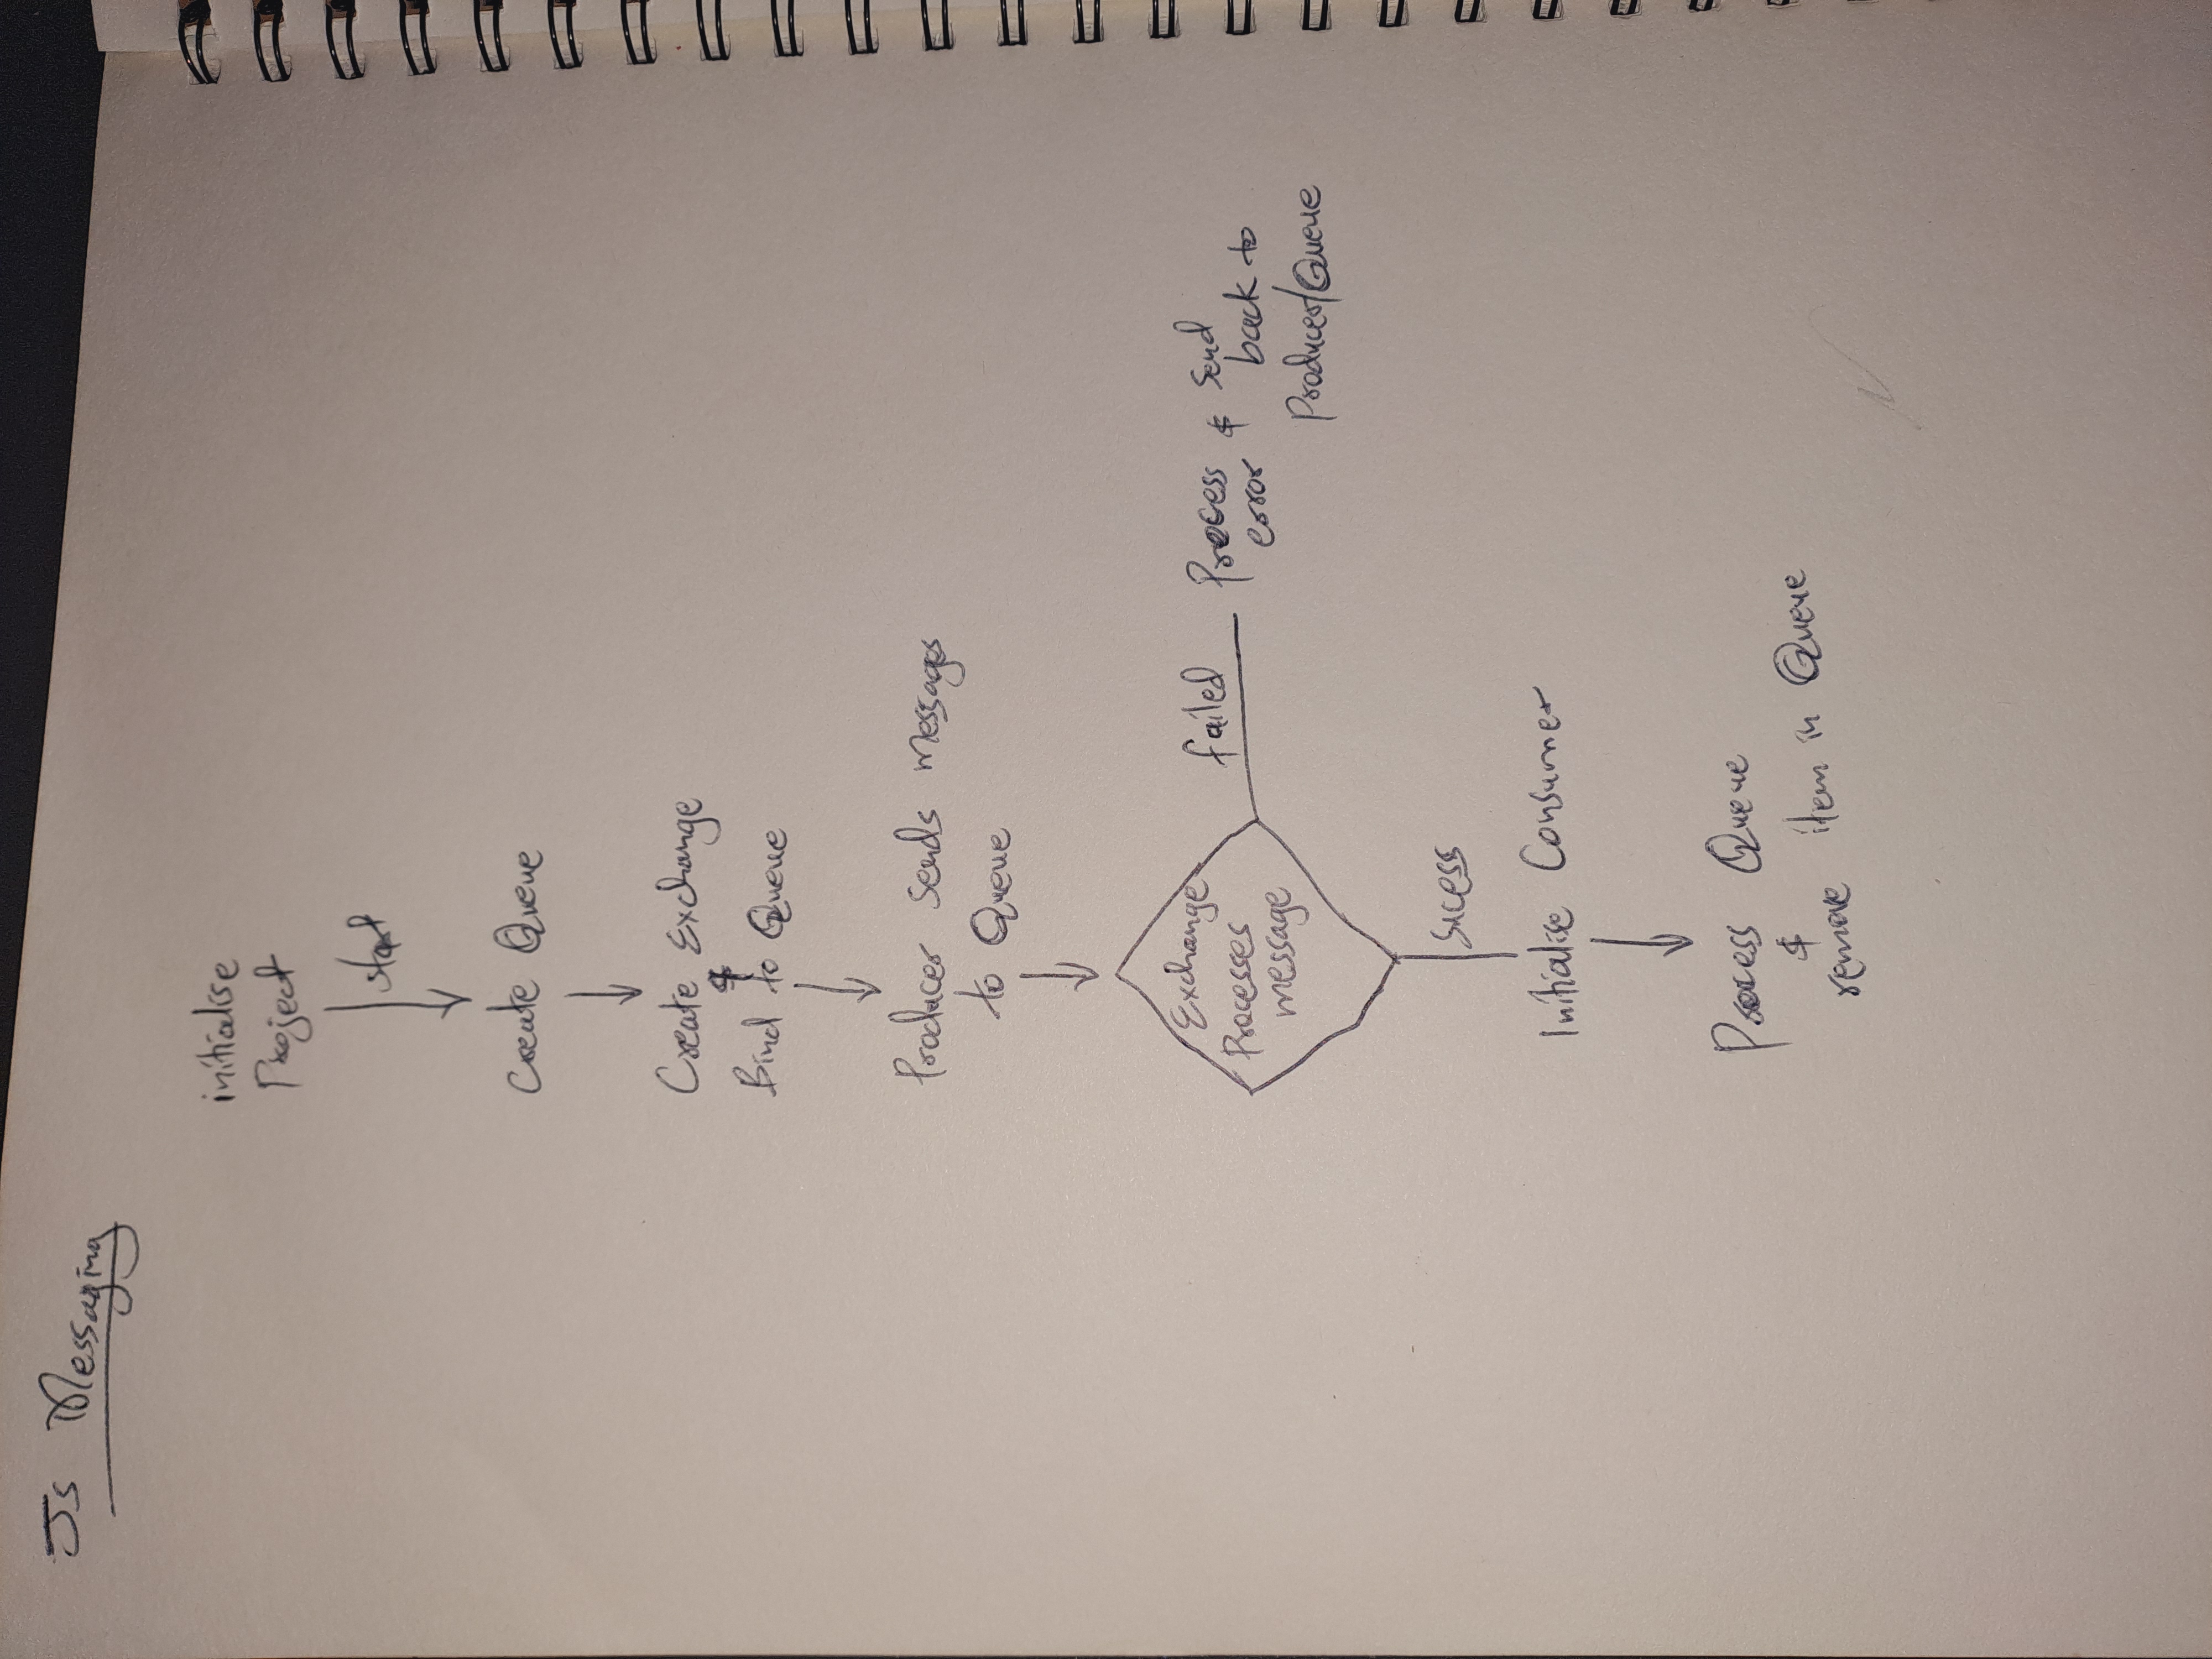 Js Messaging
initialise
Project
start
Create Queue
Create Exchange
&
Bind to Queue
Producer sends messages
to Queue
Exchange
Processes
message
failed
Process & Send
error back to
Producer/Queue
Sucess
Initialise Consumer
Process Queue
&
remove item in Queue